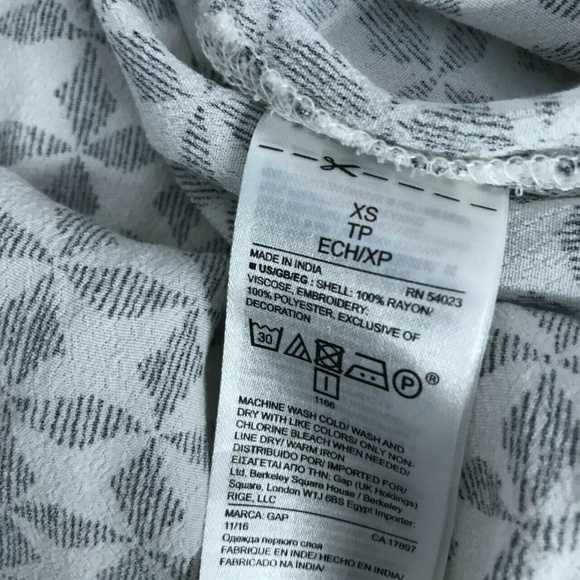 XS
TP
ECH/XP
MADE IN INDIA RN 54023
■ US/GB/EG : SHELL: 100% RAYON/
VISCOSE, EMBROIDERY:
100% POLYESTER. EXCLUSIVE OF
DECORATION
30 P ®
1166
MACHINE WASH COLD/ WASH AND
DRY WITH LIKE COLORS/ ONLY NON-
CHLORINE BLEACH WHEN NEEDED/
LINE DRY/ WARM IRON
DISTRIBUIDO POR/ IMPORTED FOR/
ΕΙΣΑΓΕΤΑΙ ΑΠΟ ΤΗΝ: Gap (UK Holdings)
Ltd, Berkeley Square House / Berkeley
Square, London W1J 6BS Egypt Importer:
RIGE, LLC
MARCA: GAP
11/16 CA 17897
Одежда первого слоя
FABRIQUE EN INDE/ HECHO EN INDIA/
FABRICADO NA ÍNDIA/